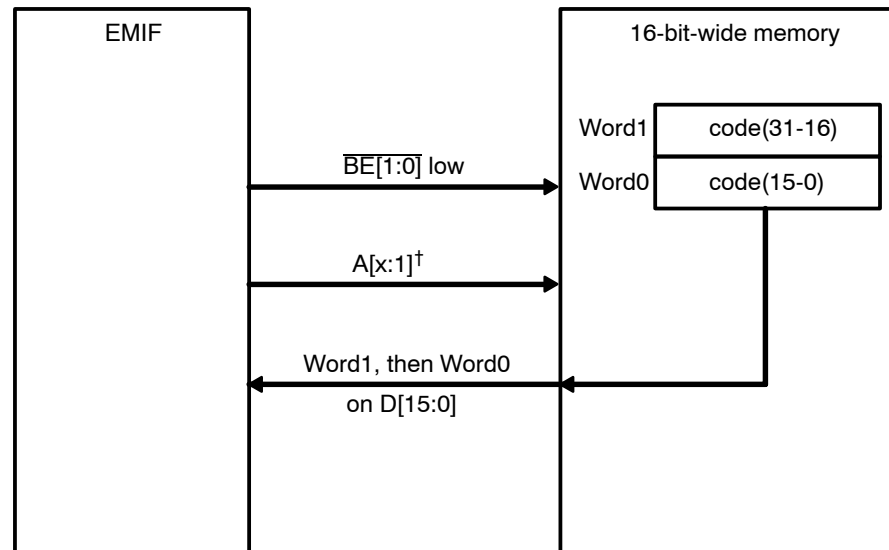 EMIF
16-bit-wide memory
Word1
code(31-16)
BE[1:0] low
Word0
code(15-0)
A[x:1]†
Word1, then Word0
on D[15:0]